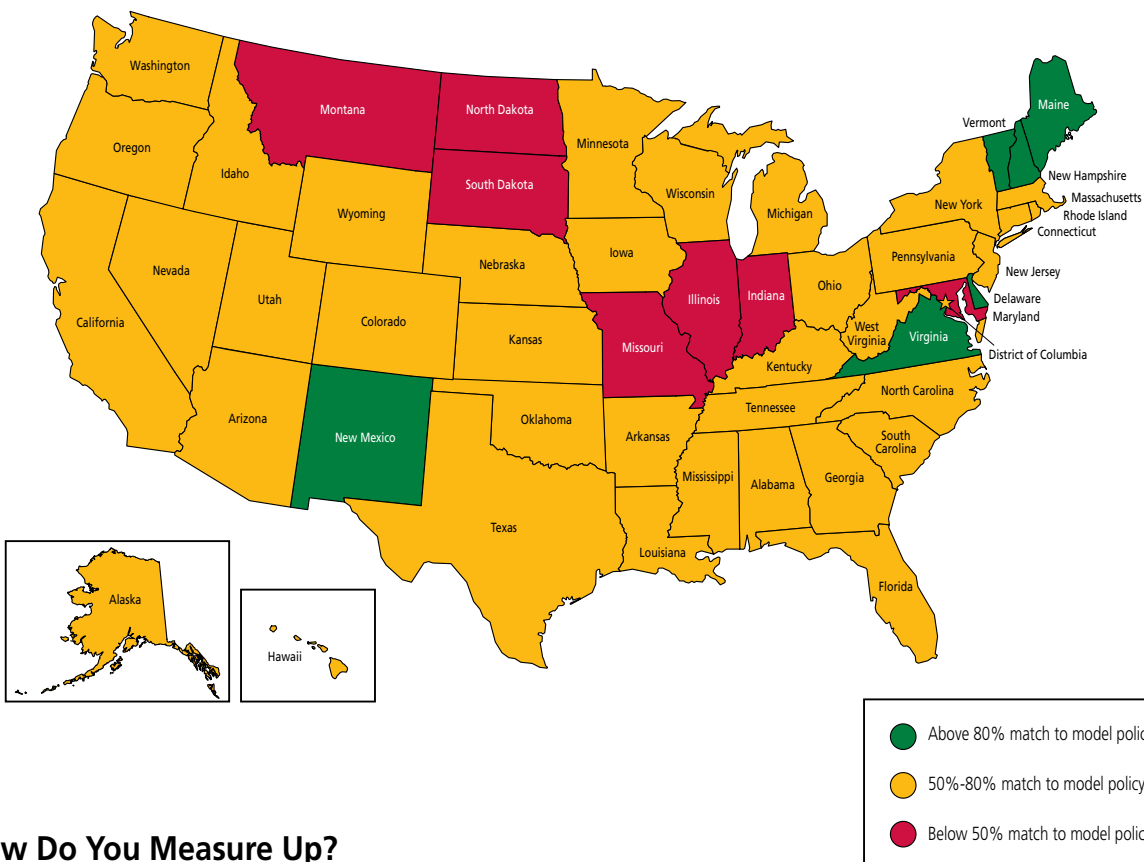 Washington
Montana
North Dakota
Minnesota
Maine
Vermont
Oregon
Idaho
South Dakota
Wisconsin
New Hampshire
Massachusetts
Rhode Island
Connecticut
Wyoming
Michigan
New York
Nevada
Utah
Nebraska
Iowa
Pennsylvania
New Jersey
California
Colorado
Kansas
Illinois
Indiana
Ohio
West
Virginia
Virginia
Delaware
Maryland
District of Columbia
Missouri
Kentucky
Arizona
New Mexico
Oklahoma
Arkansas
Tennessee
North Carolina
South
Carolina
Mississippi
Alabama
Georgia
Texas
Louisiana
Florida
Alaska
Hawaii
Above 80% match to model polic
50%-80% match to model policy
Below 50% match to model polic
w Do You Measure Up?